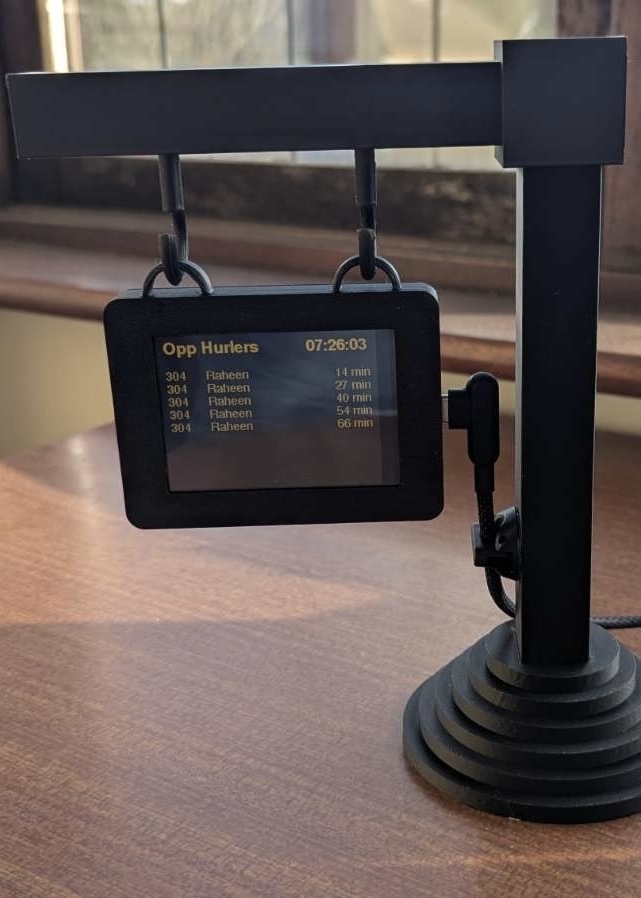 Opp Hurlers 07:26:03
304 Raheen 14 min
304 Raheen 27 min
304 Raheen 40 min
304 Raheen 54 min
304 Raheen 66 min